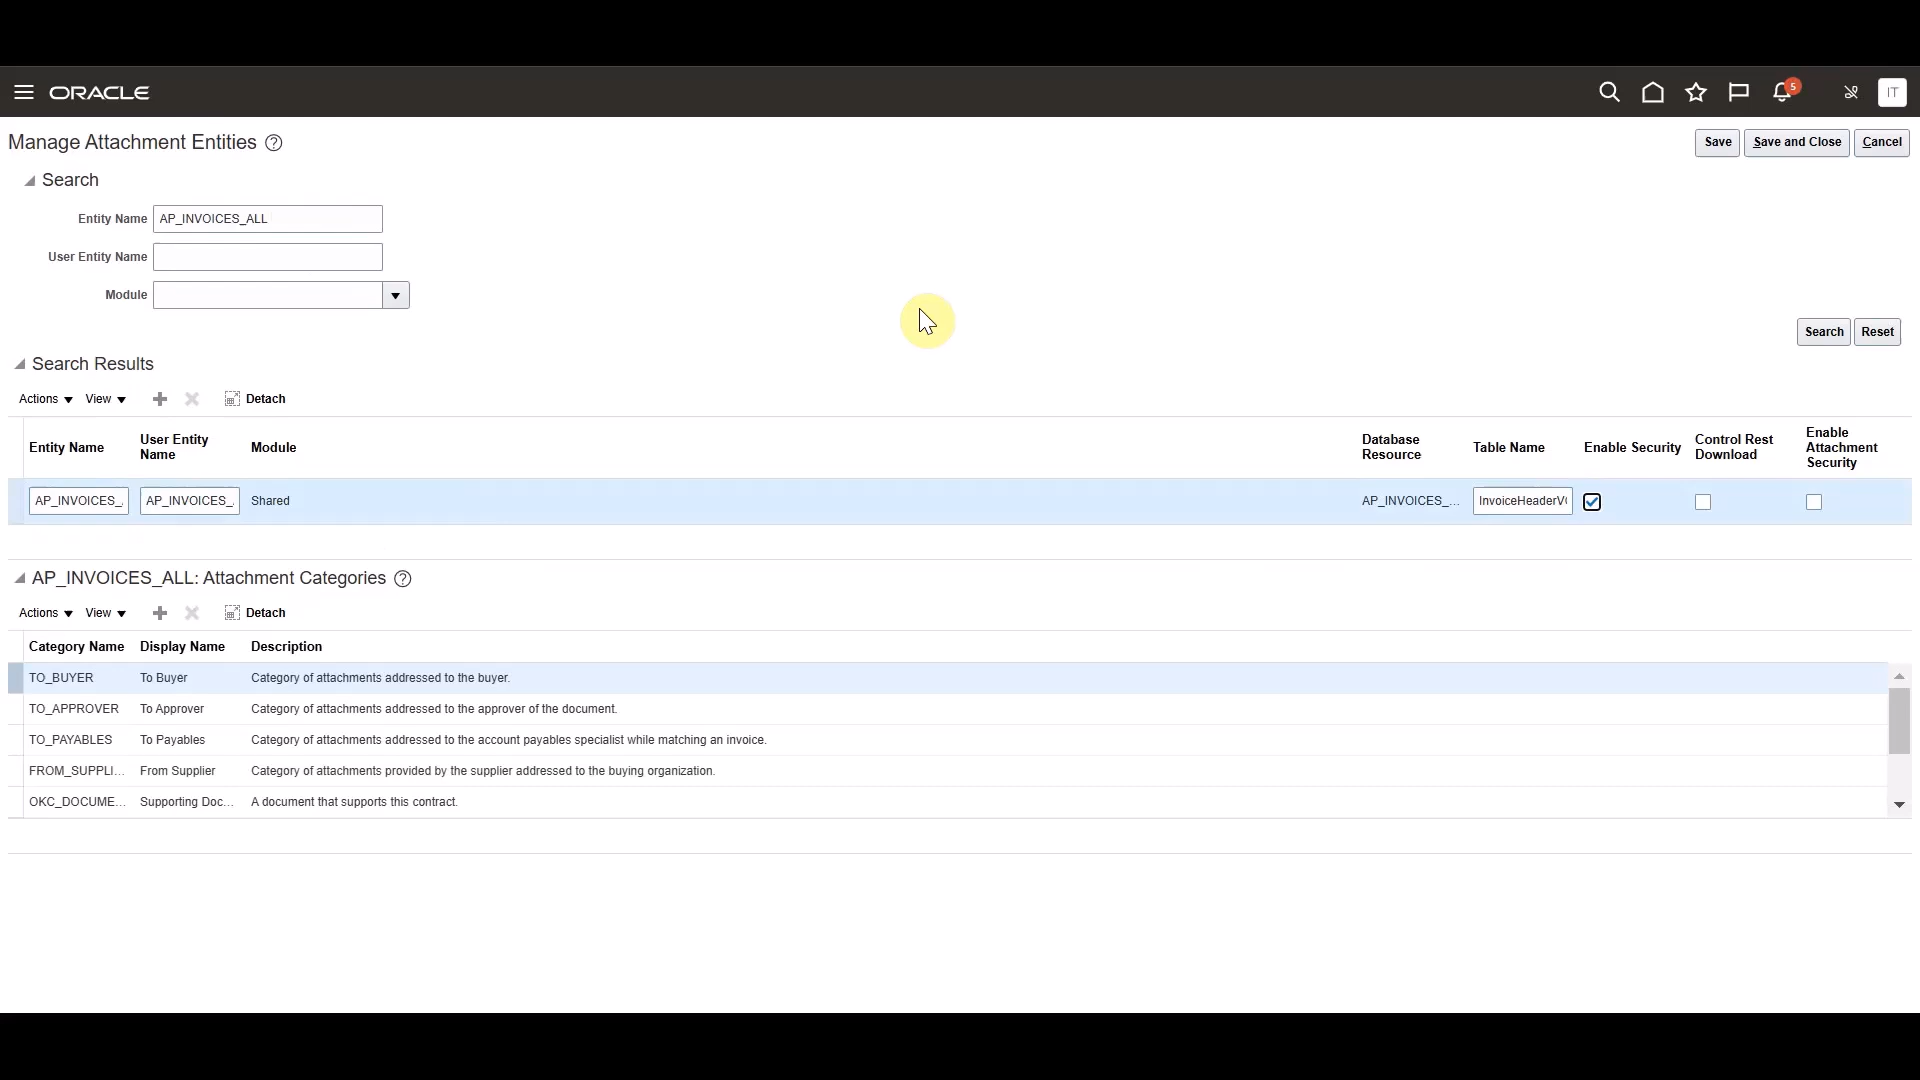 ORACLE
5
IT
Manage Attachment Entities ?
Save
Save and Close
Cancel
Search
Entity Name AP_INVOICES_ALL
User Entity Name
Module
Search
Reset
Search Results
Actions View Detach
Entity Name
User Entity
Name
Module
Database
Resource
Table Name
Enable Security
Control Rest
Download
Enable
Attachment
Security
AP_INVOICES_
AP_INVOICES_
Shared
AP_INVOICES_...
InvoiceHeaderV
AP_INVOICES_ALL: Attachment Categories ?
Actions View Detach
Category Name Display Name Description
TO_BUYER To Buyer Category of attachments addressed to the buyer.
TO_APPROVER To Approver Category of attachments addressed to the approver of the document.
TO_PAYABLES To Payables Category of attachments addressed to the account payables specialist while matching an invoice.
FROM_SUPPLI... From Supplier Category of attachments provided by the supplier addressed to the buying organization.
OKC_DOCUME... Supporting Doc... A document that supports this contract.